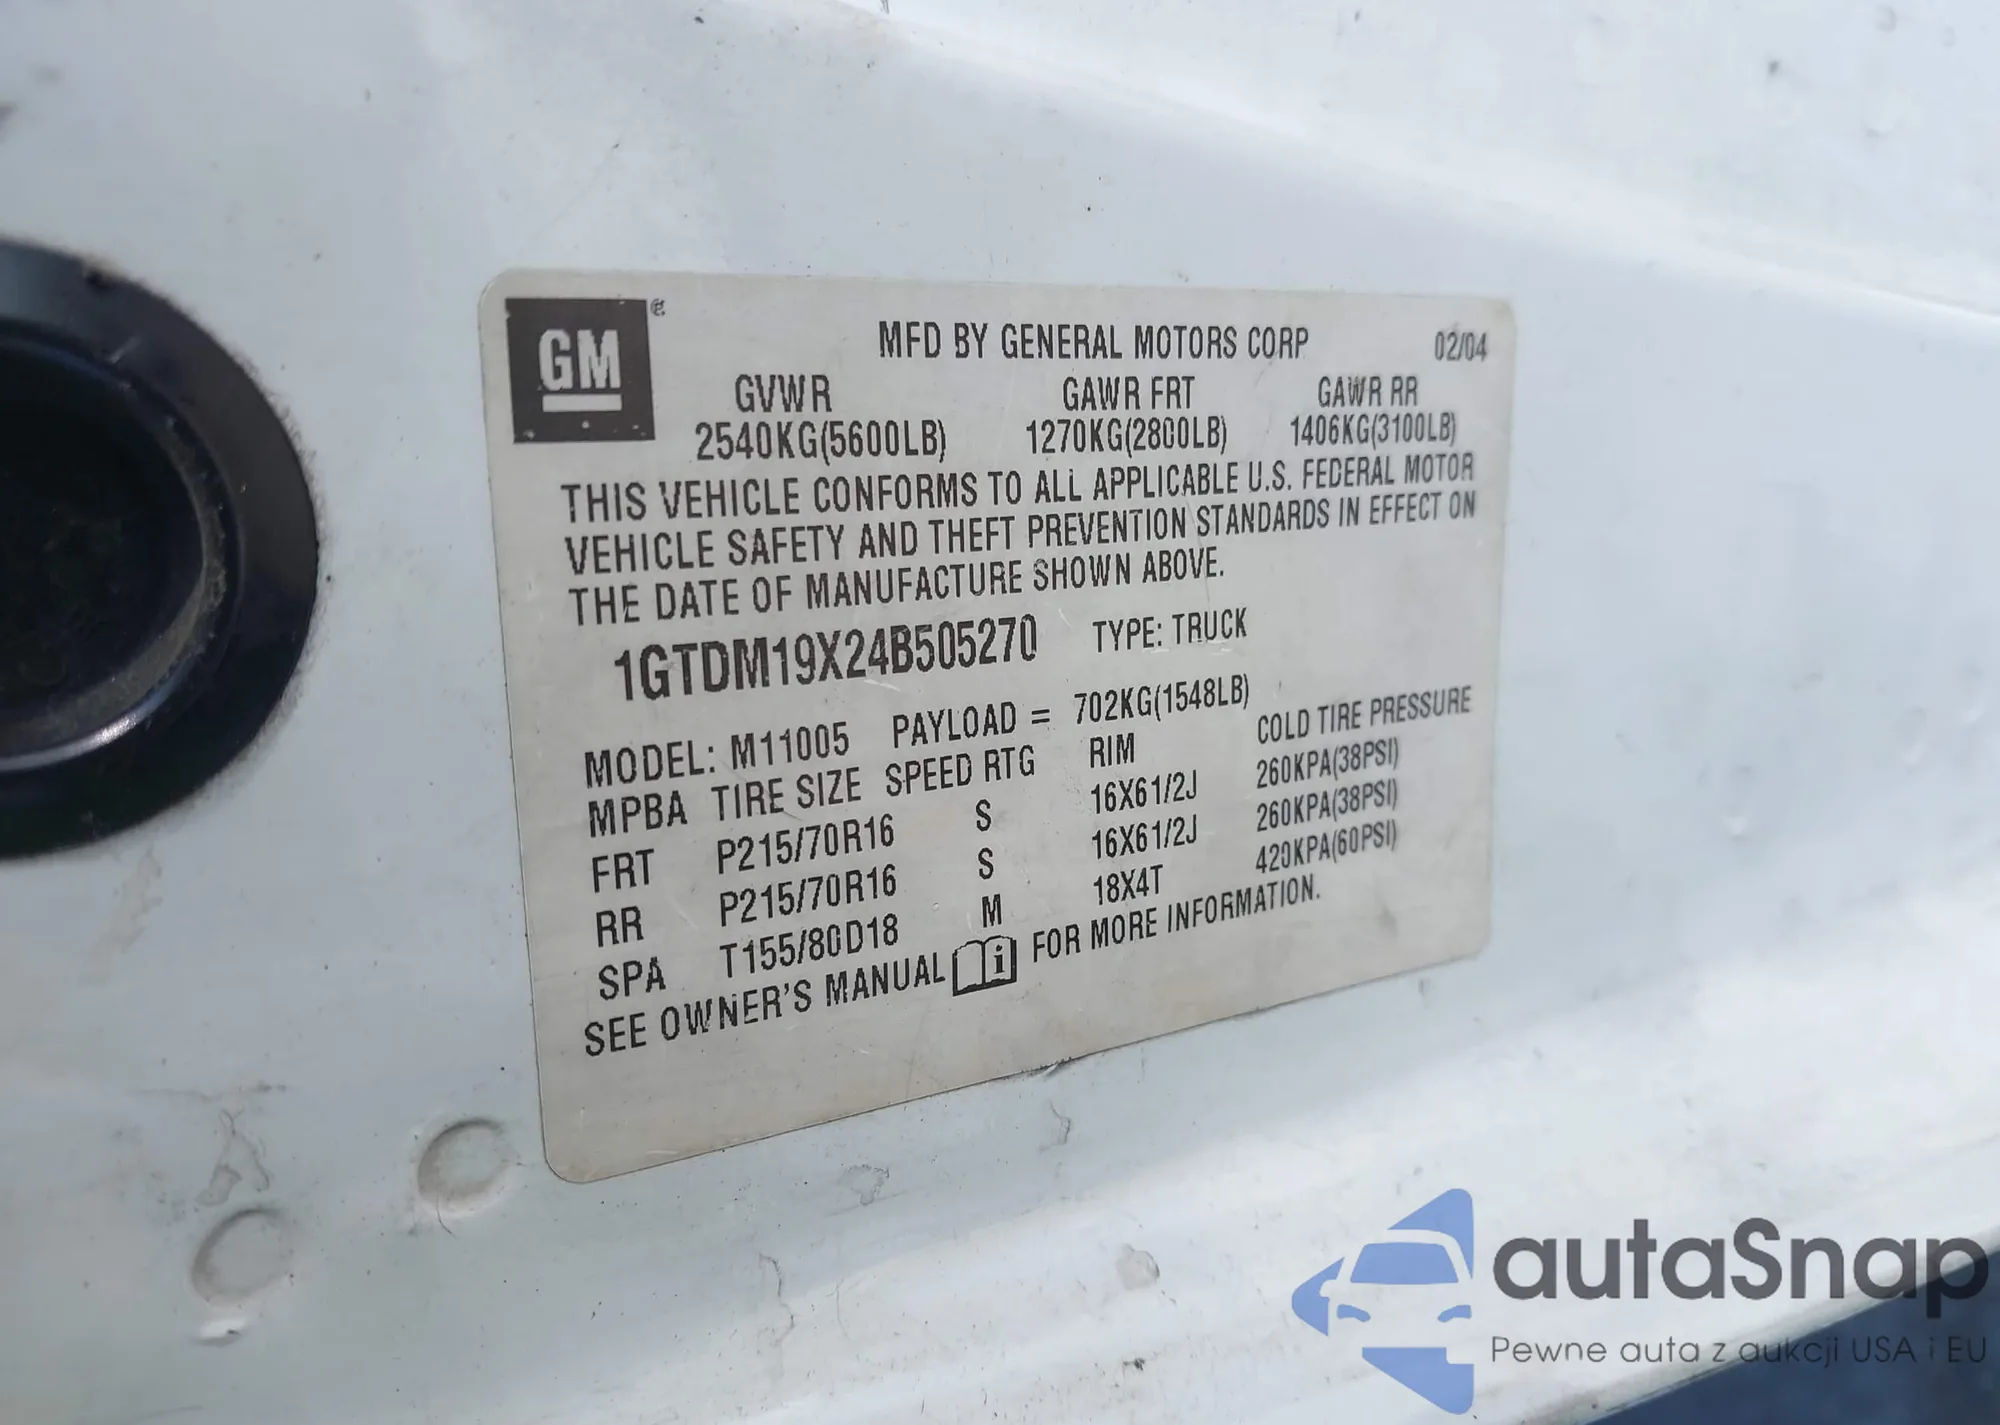 GM
MFD BY GENERAL MOTORS CORP 02/04
GVWR GAWR FRT GAWR RR
2540KG(5600LB) 1270KG(2800LB) 1406KG(3100LB)
THIS VEHICLE CONFORMS TO ALL APPLICABLE U.S. FEDERAL MOTOR
VEHICLE SAFETY AND THEFT PREVENTION STANDARDS IN EFFECT ON
THE DATE OF MANUFACTURE SHOWN ABOVE.
1GTDM19X24B505270 TYPE: TRUCK
MODEL: M11005 PAYLOAD = 702KG(1548LB)
MPBA TIRE SIZE SPEED RTG RIM COLD TIRE PRESSURE
FRT P215/70R16 S 16X61/2J 260KPA(38PSI)
RR P215/70R16 S 16X61/2J 260KPA(38PSI)
SPA T155/80D18 M 18X4T 420KPA(60PSI)
SEE OWNER'S MANUAL i FOR MORE INFORMATION.
autaSnap
Pewne auta z aukcji USA i EU